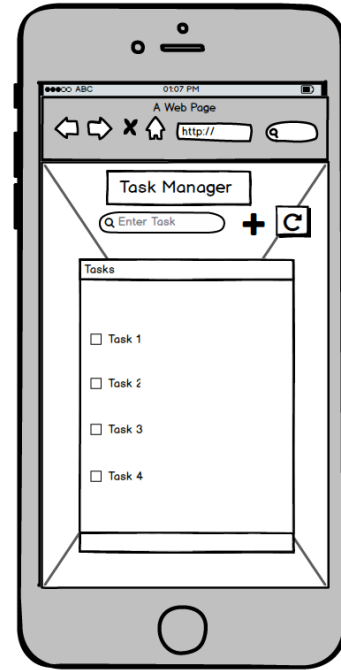 ABC 01:07 PM
A Web Page
http://
Task Manager
Enter Task
Tasks
Task 1
Task 2
Task 3
Task 4